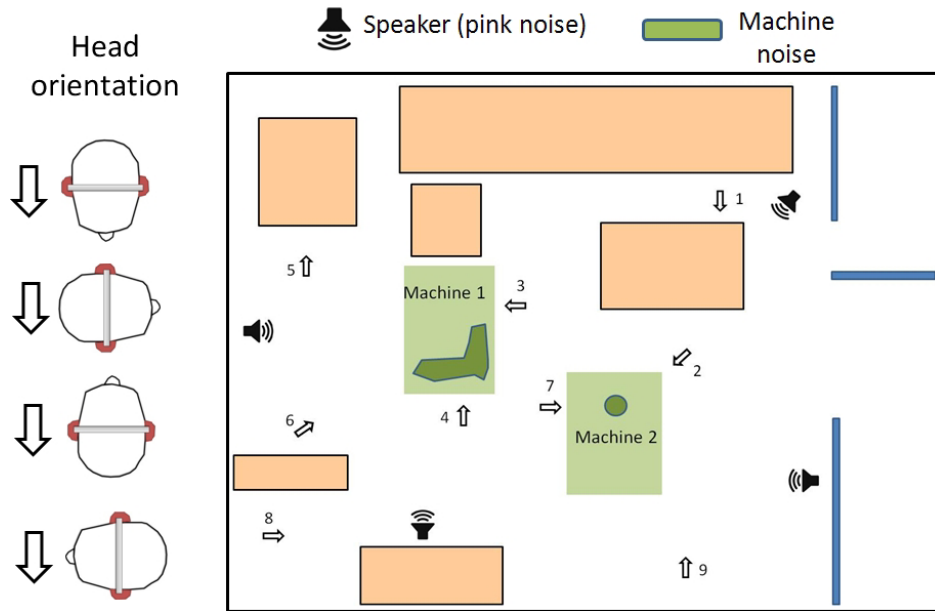 Speaker (pink noise)
Machine
noise
Head
orientation
1
5
3
Machine 1
2
7
4
6
Machine 2
8
9